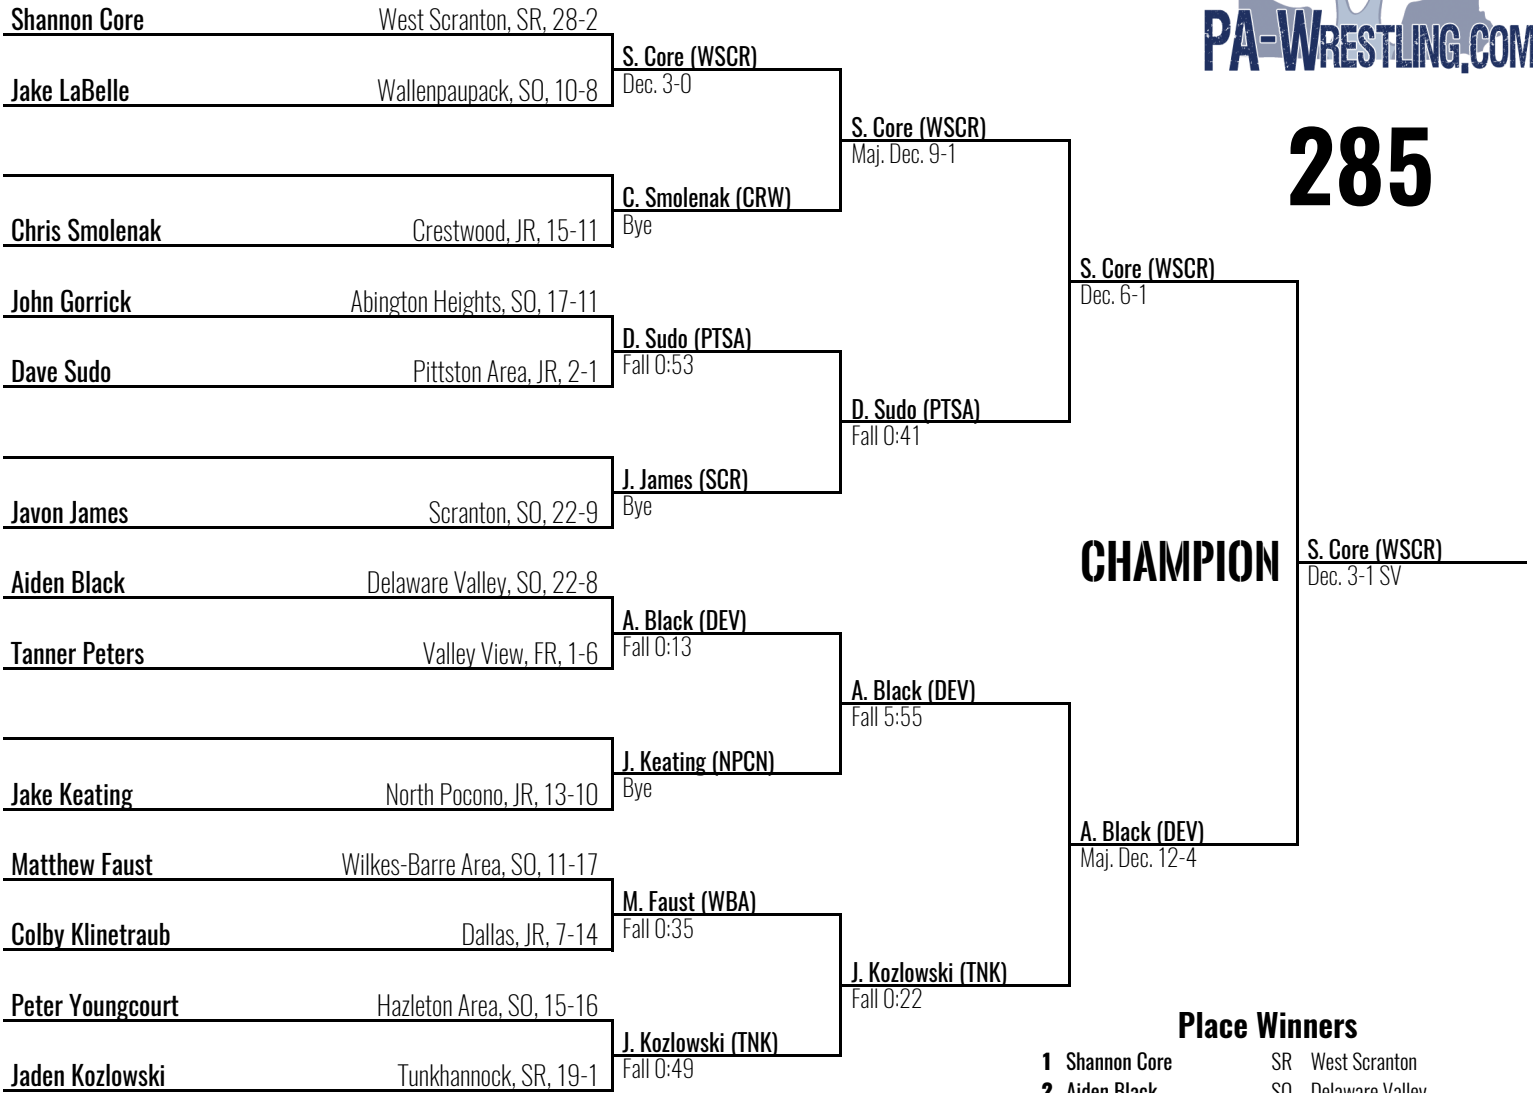 PA-WRESTLING.COM
285
Shannon Core West Scranton, SR, 28-2
S. Core (WSCR)
Dec. 3-0
Jake LaBelle Wallenpaupack, SO, 10-8
S. Core (WSCR)
Maj. Dec. 9-1
C. Smolenak (CRW)
Bye
Chris Smolenak Crestwood, JR, 15-11
S. Core (WSCR)
Dec. 6-1
John Gorrick Abington Heights, SO, 17-11
D. Sudo (PTSA)
Fall 0:53
Dave Sudo Pittston Area, JR, 2-1
D. Sudo (PTSA)
Fall 0:41
J. James (SCR)
Bye
Javon James Scranton, SO, 22-9
CHAMPION
S. Core (WSCR)
Dec. 3-1 SV
Aiden Black Delaware Valley, SO, 22-8
A. Black (DEV)
Fall 0:13
Tanner Peters Valley View, FR, 1-6
A. Black (DEV)
Fall 5:55
J. Keating (NPCN)
Bye
Jake Keating North Pocono, JR, 13-10
A. Black (DEV)
Maj. Dec. 12-4
Matthew Faust Wilkes-Barre Area, SO, 11-17
M. Faust (WBA)
Fall 0:35
Colby Klinetraub Dallas, JR, 7-14
J. Kozlowski (TNK)
Fall 0:22
Peter Youngcourt Hazleton Area, SO, 15-16
J. Kozlowski (TNK)
Fall 0:49
Jaden Kozlowski Tunkhannock, SR, 19-1
Place Winners
1 Shannon Core SR West Scranton
2 Aiden Black SO Delaware Valley